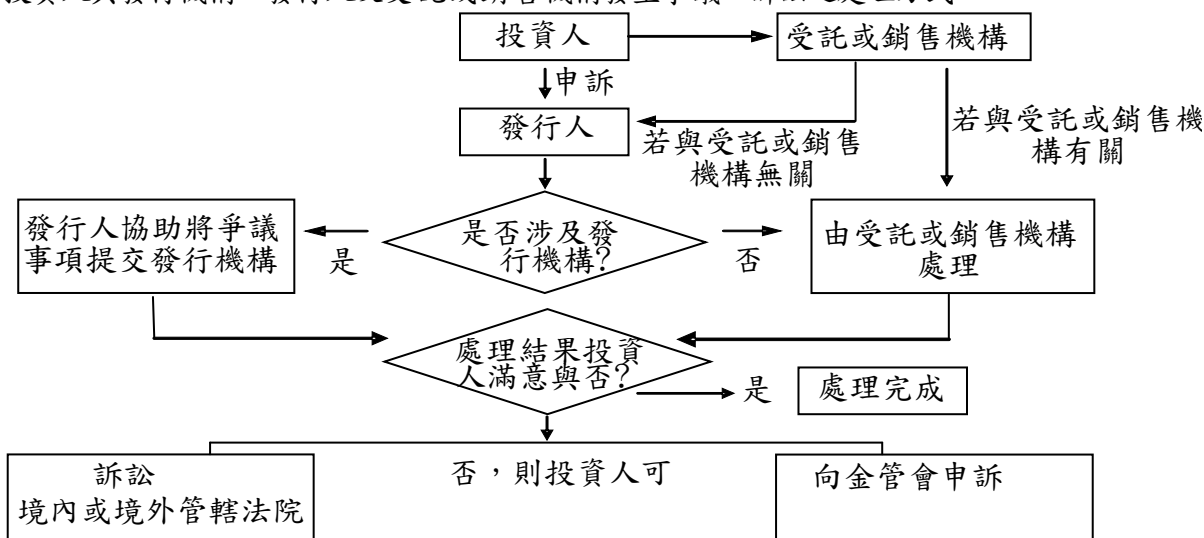 投資人
受託或銷售機構
申訴
發行人
若與受託或銷售
機構無關
若與受託或銷售機
構有關
發行人協助將爭議
事項提交發行機構
是
是否涉及發
行機構?
否
由受託或銷售機構
處理
處理結果投資
人滿意與否?
是
處理完成
訴訟
境內或境外管轄法院
否，則投資人可
向金管會申訴